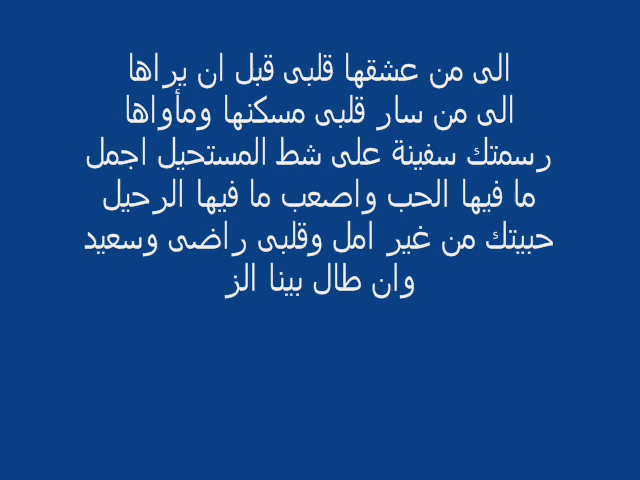 الى من عشقها قلبى قبل ان يراها
الى من سار قلبى مسكنها ومأواها
رسمتك سفينة على شط المستحيل اجمل
ما فيها الحب واصعب ما فيها الرحيل
حبيتك من غير امل وقلبى راضى وسعيد
وان طال بينا الز